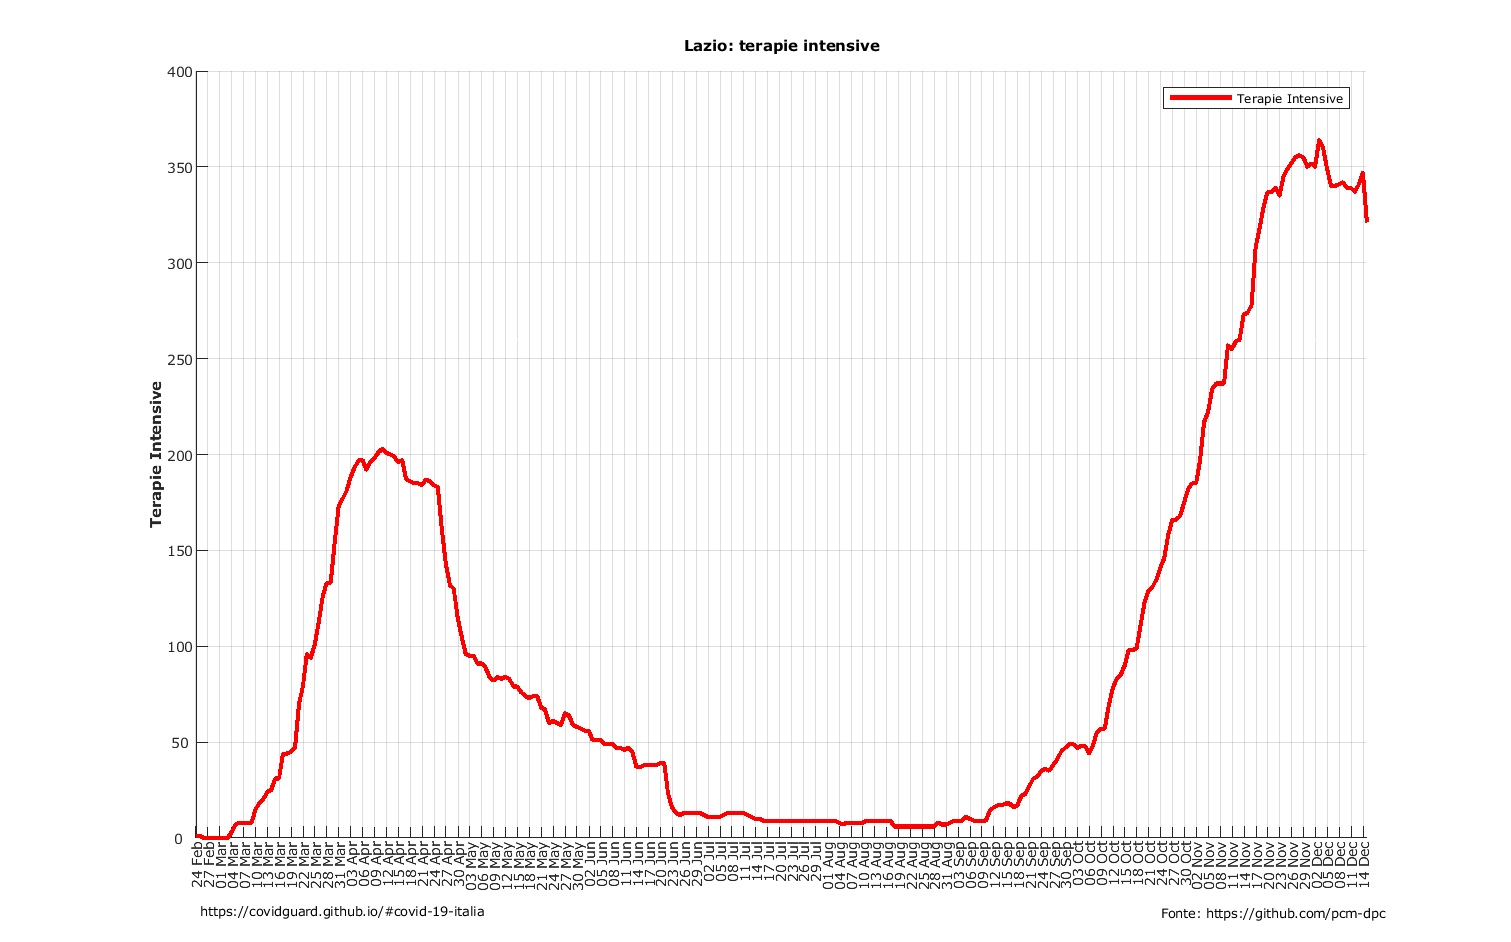 Lazio: terapie intensive
400
350
300
250
200
150
100
50
0
Terapie Intensive
Terapie Intensive
24 Feb
27 Feb
01 Mar
04 Mar
07 Mar
10 Mar
13 Mar
16 Mar
19 Mar
22 Mar
25 Mar
28 Mar
31 Mar
03 Apr
06 Apr
09 Apr
12 Apr
15 Apr
18 Apr
21 Apr
24 Apr
27 Apr
30 Apr
03 May
06 May
09 May
12 May
15 May
18 May
21 May
24 May
27 May
30 May
02 Jun
05 Jun
08 Jun
11 Jun
14 Jun
17 Jun
20 Jun
23 Jun
26 Jun
29 Jun
02 Jul
05 Jul
08 Jul
11 Jul
14 Jul
17 Jul
20 Jul
23 Jul
26 Jul
29 Jul
01 Aug
04 Aug
07 Aug
10 Aug
13 Aug
16 Aug
19 Aug
22 Aug
25 Aug
28 Aug
31 Aug
03 Sep
06 Sep
09 Sep
12 Sep
15 Sep
18 Sep
21 Sep
24 Sep
27 Sep
30 Sep
03 Oct
06 Oct
09 Oct
12 Oct
15 Oct
18 Oct
21 Oct
24 Oct
27 Oct
30 Oct
02 Nov
05 Nov
08 Nov
11 Nov
14 Nov
17 Nov
20 Nov
23 Nov
26 Nov
29 Nov
02 Dec
05 Dec
08 Dec
11 Dec
14 Dec
https://covidguard.github.io/#covid-19-italia
Fonte: https://github.com/pcm-dpc